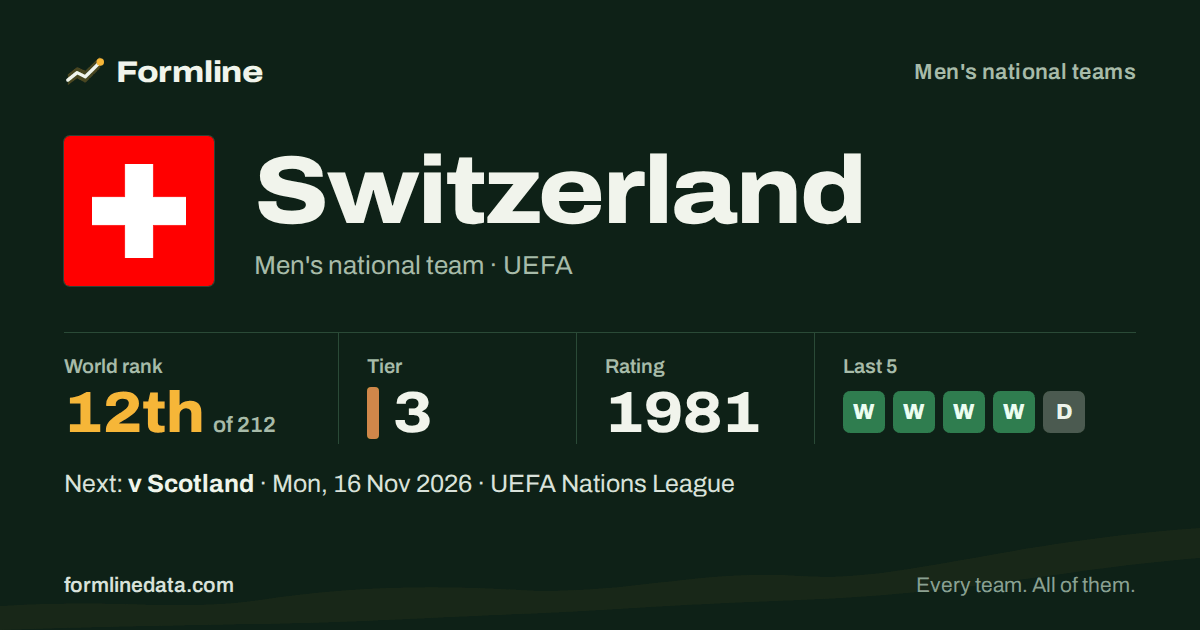 Formline
Men's national teams
Switzerland
Men's national team · UEFA
World rank
12th of 212
Tier
3
Rating
1981
Last 5
W W W W D
Next: v Scotland · Mon, 16 Nov 2026 · UEFA Nations League
formlinedata.com
Every team. All of them.